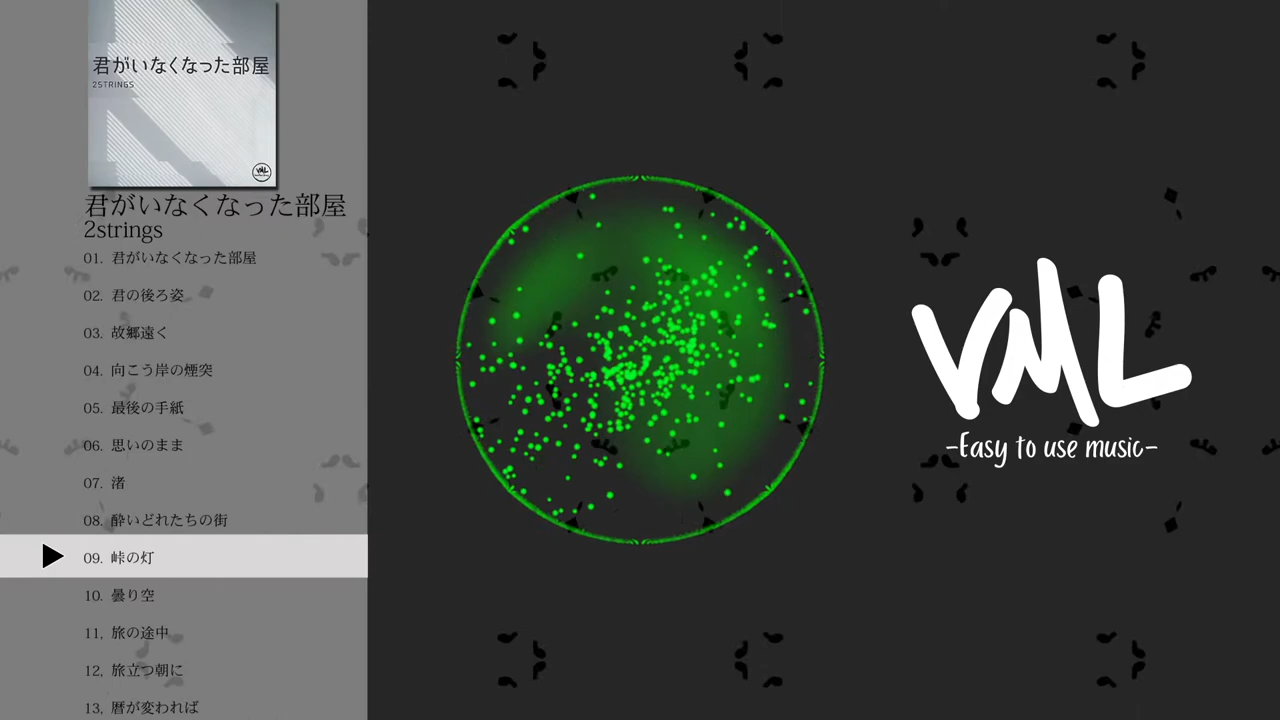 君がいなくなった部屋
2STRINGS
VML
君がいなくなった部屋
2strings
01. 君がいなくなった部屋
02. 君の後ろ姿
03. 故郷遠く
04. 向こう岸の煙突
05. 最後の手紙
06. 思いのまま
07. 渚
08. 酔いどれたちの街
09. 峠の灯
10. 曇り空
11, 旅の途中
12, 旅立つ朝に
13, 暦が変われば
VML
-Easy to use music-